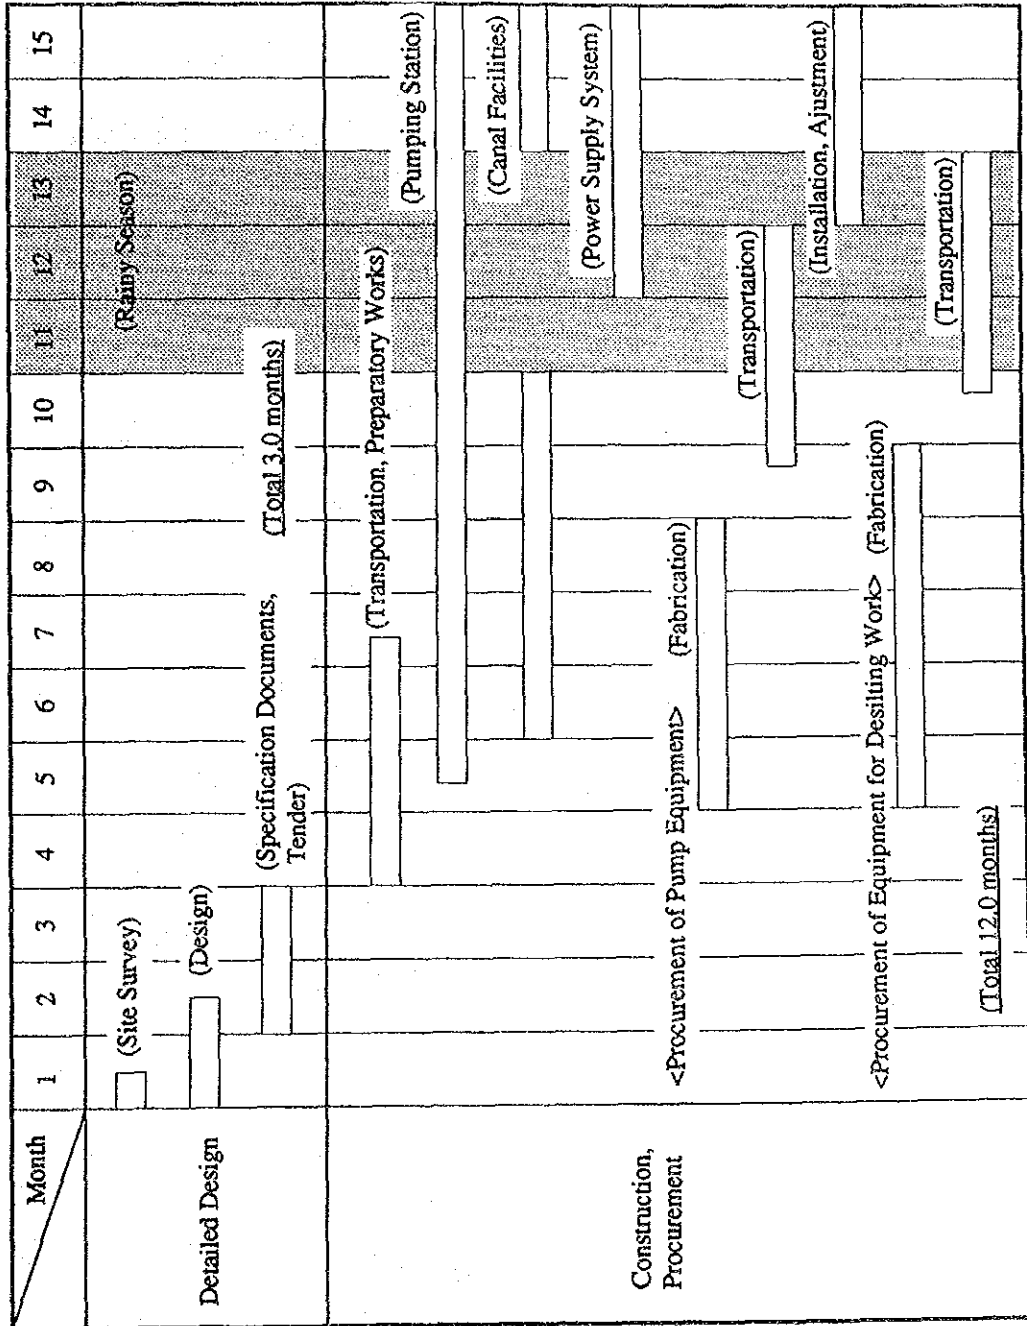 Month
1 2 3 4 5 6 7 8 9 10 11 12 13 14 15
Detailed Design
(Rainy Season)
(Site Survey)
(Design)
(Specification Documents,
Tender)
(Total 3.0 months)
Construction,
Procurement
(Transportation, Preparatory Works)
(Pumping Station)
(Canal Facilities)
(Power Supply System)
<Procurement of Pump Equipment>
(Fabrication)
(Transportation)
(Installation, Ajustment)
<Procurement of Equipment for Desilting Work>
(Fabrication)
(Transportation)
(Total 12.0 months)